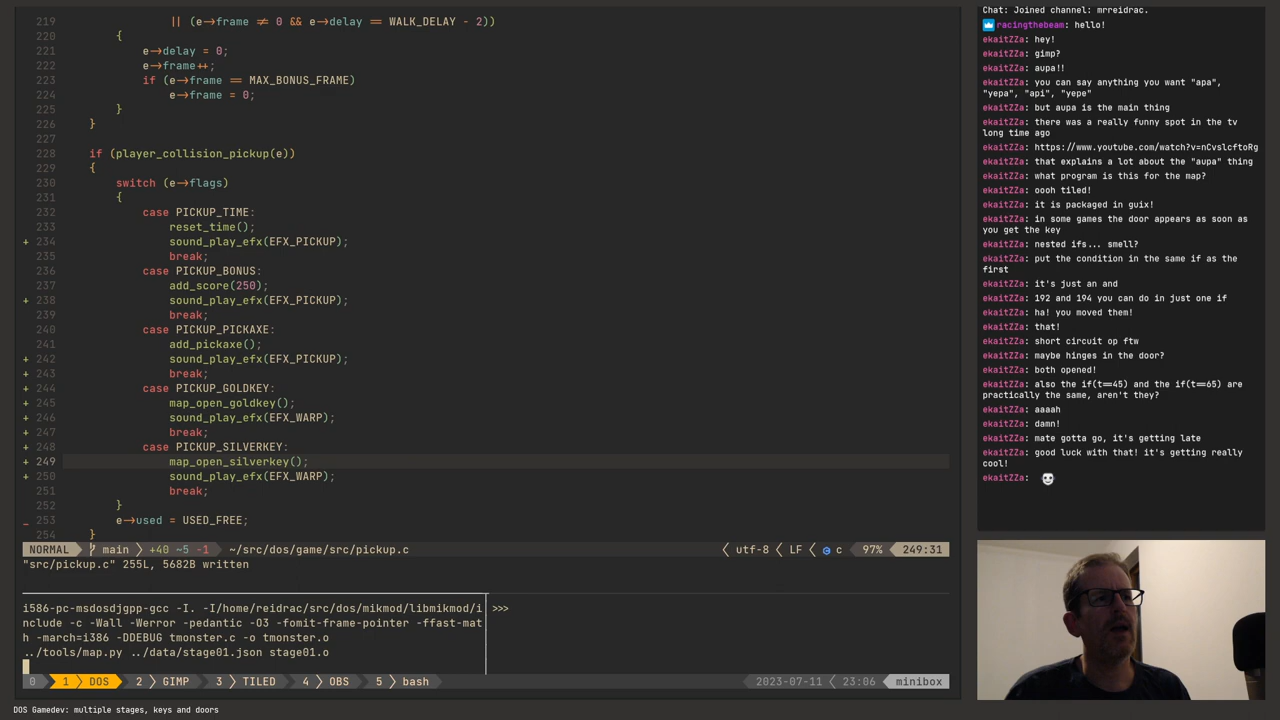 219 || (e->frame ≠ 0 && e->delay == WALK_DELAY - 2))
220 {
221 e->delay = 0;
222 e->frame++;
223 if (e->frame == MAX_BONUS_FRAME)
224 e->frame = 0;
225 }
226 }
227
228 if (player_collision_pickup(e))
229 {
230 switch (e->flags)
231 {
232 case PICKUP_TIME:
233 reset_time();
+ 234 sound_play_efx(EFX_PICKUP);
235 break;
236 case PICKUP_BONUS:
237 add_score(250);
+ 238 sound_play_efx(EFX_PICKUP);
239 break;
240 case PICKUP_PICKAXE:
241 add_pickaxe();
+ 242 sound_play_efx(EFX_PICKUP);
+ 243 break;
+ 244 case PICKUP_GOLDKEY:
+ 245 map_open_goldkey();
+ 246 sound_play_efx(EFX_WARP);
+ 247 break;
+ 248 case PICKUP_SILVERKEY:
+ 249 map_open_silverkey();
+ 250 sound_play_efx(EFX_WARP);
251 break;
252 }
_ 253 e->used = USED_FREE;
254 }
NORMAL main +40 ~5 -1 ~/src/dos/game/src/pickup.c utf-8 LF c 97% 249:31
"src/pickup.c" 255L, 5682B written
i586-pc-msdosdjgpp-gcc -I. -I/home/reidrac/src/dos/mikmod/libmikmod/i
nclude -c -Wall -Werror -pedantic -O3 -fomit-frame-pointer -ffast-mat
h -march=i386 -DDEBUG tmonster.c -o tmonster.o
../tools/map.py ../data/stage01.json stage01.o
>>>
0 1 DOS 2 GIMP 3 TILED 4 OBS 5 bash 2023-07-11 23:06 minibox
DOS Gamedev: multiple stages, keys and doors
Chat: Joined channel: mrreidrac.
racingthebeam: hello!
ekaitZZa: hey!
ekaitZZa: gimp?
ekaitZZa: aupa!!
ekaitZZa: you can say anything you want "apa",
"yepa", "api", "yepe"
ekaitZZa: but aupa is the main thing
ekaitZZa: there was a really funny spot in the tv
long time ago
ekaitZZa: https://www.youtube.com/watch?v=nCvslcftoRg
ekaitZZa: that explains a lot about the "aupa" thing
ekaitZZa: what program is this for the map?
ekaitZZa: oooh tiled!
ekaitZZa: it is packaged in guix!
ekaitZZa: in some games the door appears as soon as
you get the key
ekaitZZa: nested ifs... smell?
ekaitZZa: put the condition in the same if as the
first
ekaitZZa: it's just an and
ekaitZZa: 192 and 194 you can do in just one if
ekaitZZa: ha! you moved them!
ekaitZZa: that!
ekaitZZa: short circuit op ftw
ekaitZZa: maybe hinges in the door?
ekaitZZa: both opened!
ekaitZZa: also the if(t==45) and the if(t==65) are
practically the same, aren't they?
ekaitZZa: aaaah
ekaitZZa: damn!
ekaitZZa: mate gotta go, it's getting late
ekaitZZa: good luck with that! it's getting really
cool!
ekaitZZa: